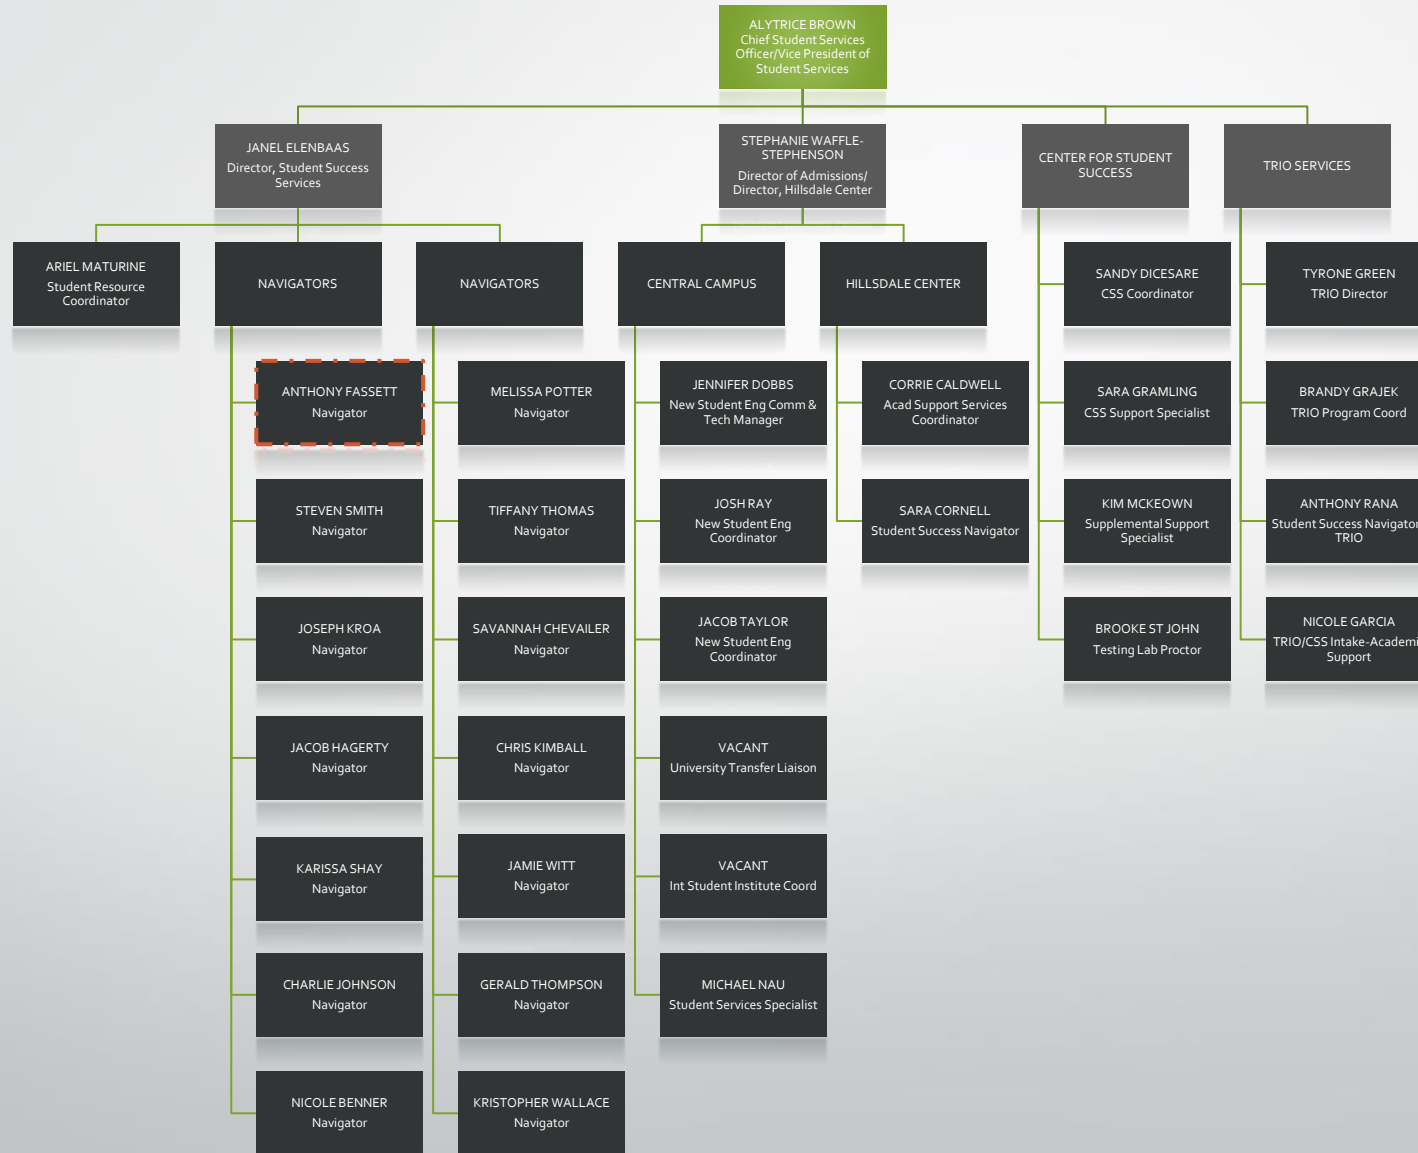 ALYTRICE BROWN
Chief Student Services
Officer/Vice President of
Student Services
JANEL ELENBAAS
Director, Student Success
Services
STEPHANIE WAFFLE-
STEPHENSON
Director of Admissions/
Director, Hillsdale Center
CENTER FOR STUDENT
SUCCESS
TRIO SERVICES
ARIEL MATURINE
Student Resource
Coordinator
NAVIGATORS
NAVIGATORS
CENTRAL CAMPUS
HILLSDALE CENTER
SANDY DICESARE
CSS Coordinator
TYRONE GREEN
TRIO Director
ANTHONY FASSETT
Navigator
MELISSA POTTER
Navigator
JENNIFER DOBBS
New Student Eng Comm &
Tech Manager
CORRIE CALDWELL
Acad Support Services
Coordinator
SARA GRAMLING
CSS Support Specialist
BRANDY GRAJEK
TRIO Program Coord
STEVEN SMITH
Navigator
TIFFANY THOMAS
Navigator
JOSH RAY
New Student Eng
Coordinator
SARA CORNELL
Student Success Navigator
KIM MCKEOWN
Supplemental Support
Specialist
ANTHONY RANA
Student Success Navigator
TRIO
JOSEPH KROA
Navigator
SAVANNAH CHEVAILER
Navigator
JACOB TAYLOR
New Student Eng
Coordinator
BROOKE ST JOHN
Testing Lab Proctor
NICOLE GARCIA
TRIO/CSS Intake-Academi
Support
JACOB HAGERTY
Navigator
CHRIS KIMBALL
Navigator
VACANT
University Transfer Liaison
KARISSA SHAY
Navigator
JAMIE WITT
Navigator
VACANT
Int Student Institute Coord
CHARLIE JOHNSON
Navigator
GERALD THOMPSON
Navigator
MICHAEL NAU
Student Services Specialist
NICOLE BENNER
Navigator
KRISTOPHER WALLACE
Navigator